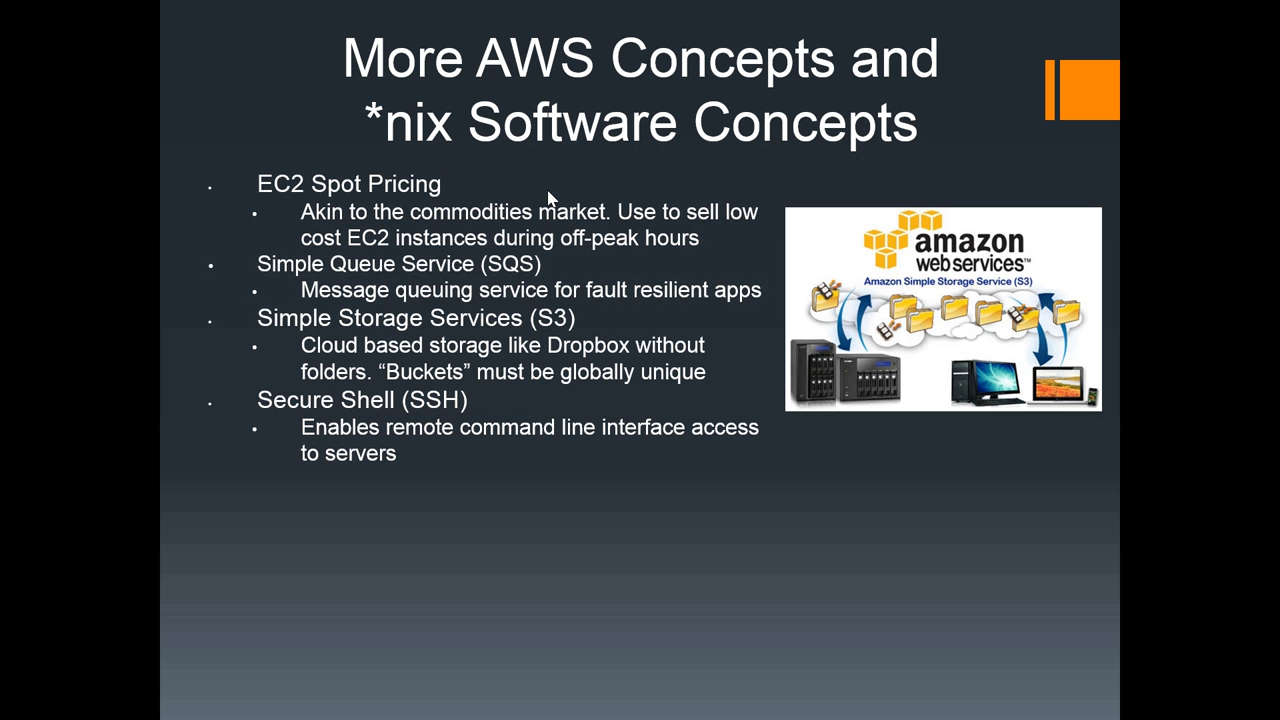 More AWS Concepts and
*nix Software Concepts
• EC2 Spot Pricing
• Akin to the commodities market. Use to sell low
cost EC2 instances during off-peak hours
• Simple Queue Service (SQS)
• Message queuing service for fault resilient apps
• Simple Storage Services (S3)
• Cloud based storage like Dropbox without
folders. “Buckets” must be globally unique
• Secure Shell (SSH)
• Enables remote command line interface access
to servers
amazon
web services™
Amazon Simple Storage Service (S3)